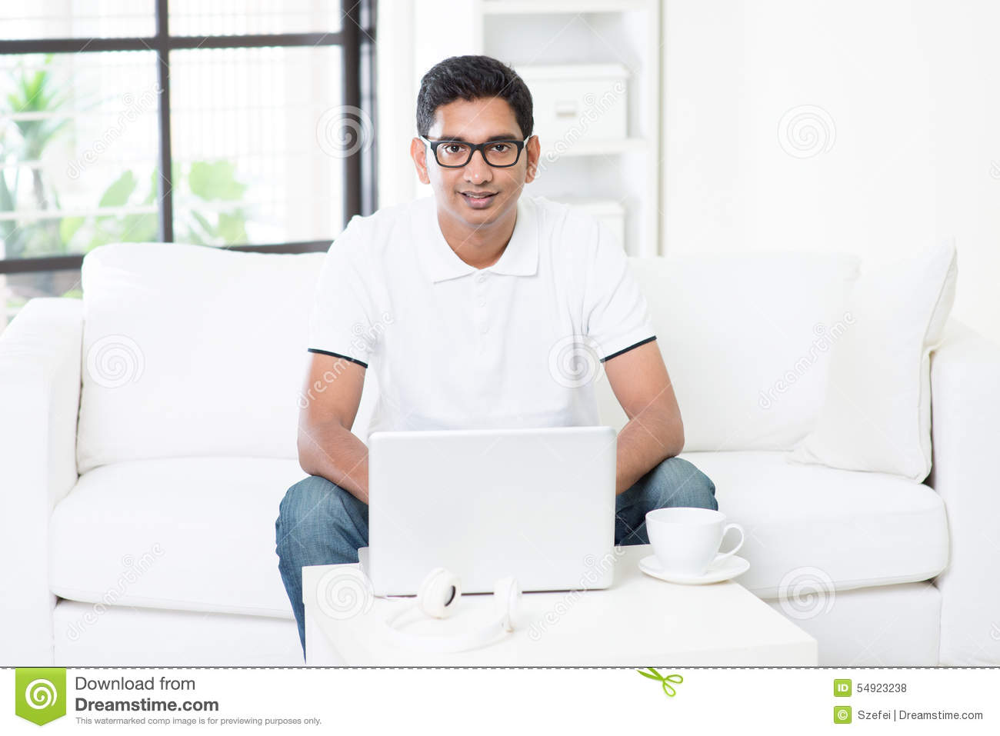 Download from
Dreamstime.com
This watermarked comp image is for previewing purposes only.
ID 54923238
© Szefei | Dreamstime.com